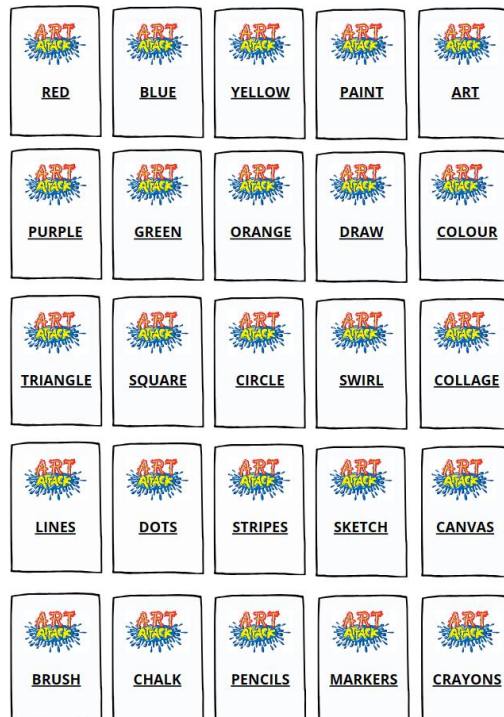 ART ART ART ART ART
ATTACK ATTACK ATTACK ATTACK ATTACK
RED BLUE YELLOW PAINT ART
ART ART ART ART ART
ATTACK ATTACK ATTACK ATTACK ATTACK
PURPLE GREEN ORANGE DRAW COLOUR
ART ART ART ART ART
ATTACK ATTACK ATTACK ATTACK ATTACK
TRIANGLE SQUARE CIRCLE SWIRL COLLAGE
ART ART ART ART ART
ATTACK ATTACK ATTACK ATTACK ATTACK
LINES DOTS STRIPES SKETCH CANVAS
ART ART ART ART ART
ATTACK ATTACK ATTACK ATTACK ATTACK
BRUSH CHALK PENCILS MARKERS CRAYONS